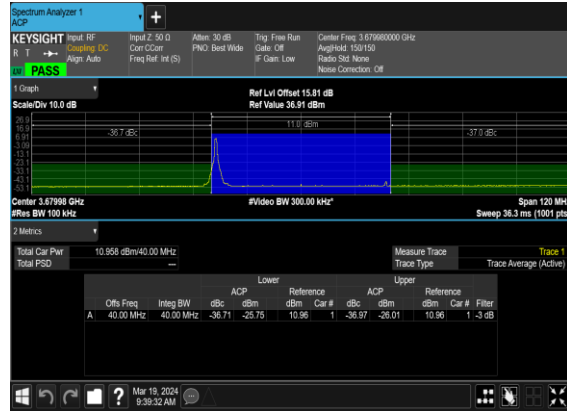 Spectrum Analyzer 1
ACP
+
KEYSIGHT Input: RF Input Z: 50 Ω Atten: 30 dB Trig: Free Run Center Freq: 3.679980000 GHz
R T Coupling: DC Corr CCorr PNO: Best Wide Gate: Off Avg|Hold: 150/150
Align: Auto Freq Ref: Int (S) IF Gain: Low Radio Std: None
LW PASS Noise Correction: Off
1 Graph Ref Lvl Offset 15.81 dB
Scale/Div 10.0 dB Ref Value 36.91 dBm
26.9 11.0 dBm
16.9 -36.7 dBc -37.0 dBc
6.91
-3.09
-13.1
-23.1
-33.1
-43.1
-53.1
Center 3.67998 GHz #Video BW 300.00 kHz* Span 120 MH
#Res BW 100 kHz Sweep 36.3 ms (1001 pts
2 Metrics
Total Car Pwr 10.958 dBm/40.00 MHz Measure Trace Trace 1
Total PSD --- Trace Type Trace Average (Active)
Lower Upper
ACP Reference ACP Reference
Offs Freq Integ BW dBc dBm dBm Car # dBc dBm dBm Car # Filter
A 40.00 MHz 40.00 MHz -36.71 -25.75 10.96 1 -36.97 -26.01 10.96 1 -3 dB
? Mar 19, 2024
9:39:32 AM